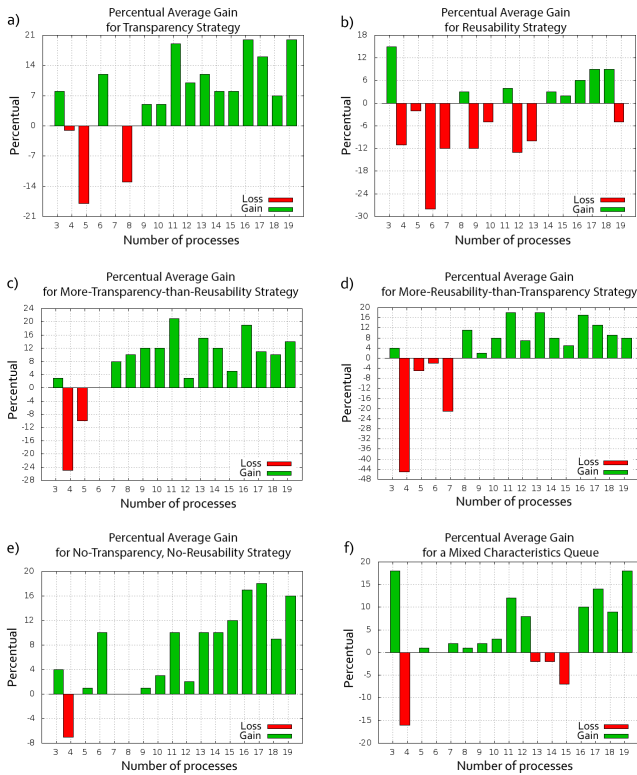 a)
Percentual Average Gain
for Transparency Strategy
Percentual
21
14
7
0
-7
-14
-21
Loss
Gain
3 4 5 6 7 8 9 10 11 12 13 14 15 16 17 18 19
Number of processes
b)
Percentual Average Gain
for Reusability Strategy
Percentual
18
12
6
0
-6
-12
-18
-24
-30
Loss
Gain
3 4 5 6 7 8 9 10 11 12 13 14 15 16 17 18 19
Number of processes
c)
Percentual Average Gain
for More-Transparency-than-Reusability Strategy
Percentual
24
20
16
12
8
4
0
-4
-8
-12
-16
-20
-24
-28
Loss
Gain
3 4 5 6 7 8 9 10 11 12 13 14 15 16 17 18 19
Number of processes
d)
Percentual Average Gain
for More-Reusability-than-Transparency Strategy
Percentual
20
16
12
8
4
0
-4
-8
-12
-16
-20
-24
-28
-32
-36
-40
-44
-48
Loss
Gain
3 4 5 6 7 8 9 10 11 12 13 14 15 16 17 18 19
Number of processes
e)
Percentual Average Gain
for No-Transparency, No-Reusability Strategy
Percentual
20
16
12
8
4
0
-4
-8
Loss
Gain
3 4 5 6 7 8 9 10 11 12 13 14 15 16 17 18 19
Number of processes
f)
Percentual Average Gain
for a Mixed Characteristics Queue
Percentual
20
15
10
5
0
-5
-10
-15
-20
Loss
Gain
3 4 5 6 7 8 9 10 11 12 13 14 15 16 17 18 19
Number of processes